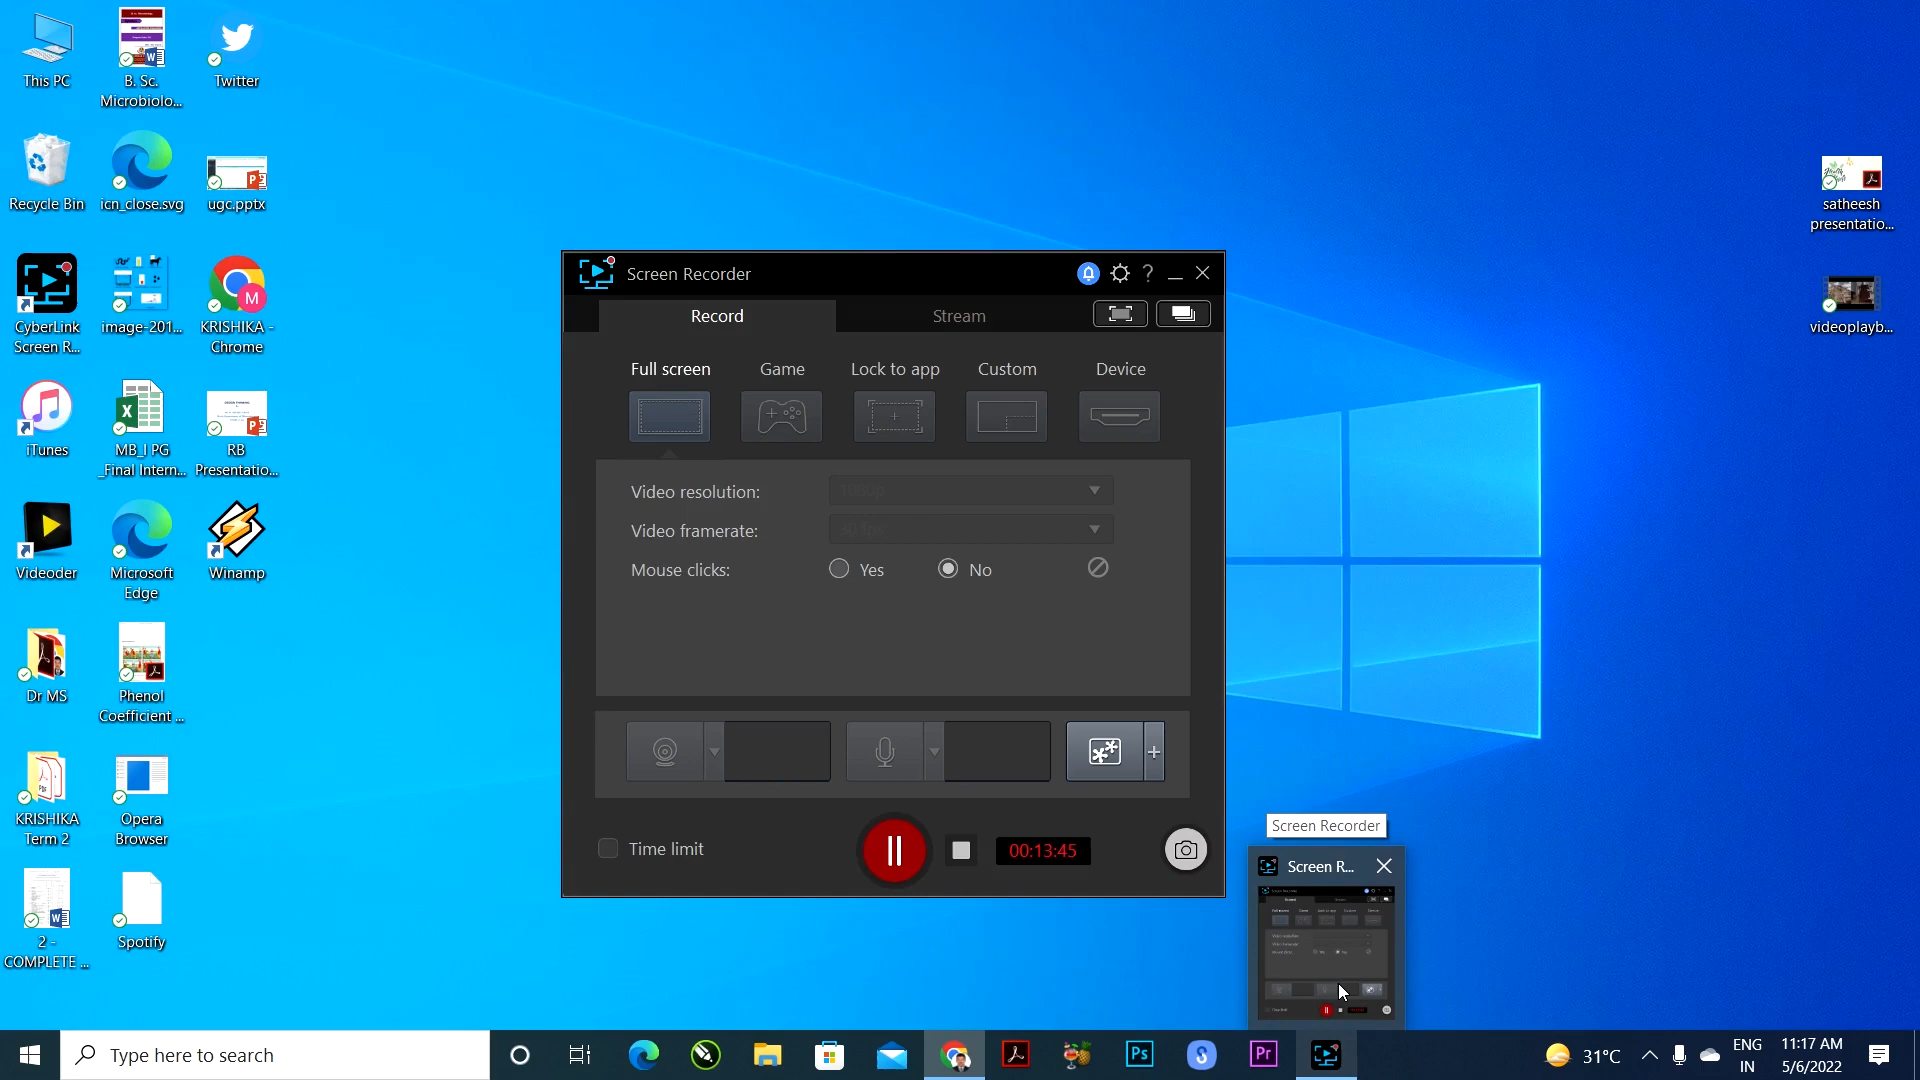 This PC
B. Sc.
Microbiolo...
Twitter
Recycle Bin
icn_close.svg
ugc.pptx
CyberLink
Screen R...
image-201...
KRISHIKA -
Chrome
iTunes
MB_I PG
_Final Intern...
RB
Presentatio...
Videoder
Microsoft
Edge
Winamp
Dr MS
Phenol
Coefficient ...
KRISHIKA
Term 2
Opera
Browser
2 -
COMPLETE ...
Spotify
satheesh
presentatio...
videoplayb...
Screen Recorder
Record
Stream
Full screen
Game
Lock to app
Custom
Device
Video resolution:
1080p
Video framerate:
30 fps
Mouse clicks:
Yes
No
Time limit
00:13:45
Screen Recorder
Screen R...
Type here to search
31°C
ENG
IN
11:17 AM
5/6/2022